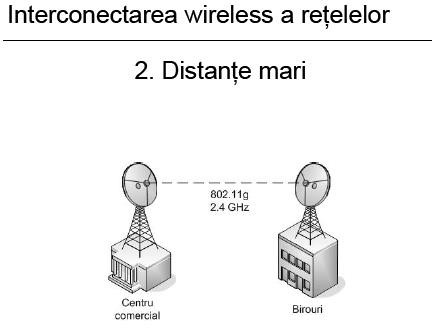 Interconectarea wireless a rețelelor
2. Distanțe mari
802.11g
2.4 GHz
Centru
comercial
Birouri